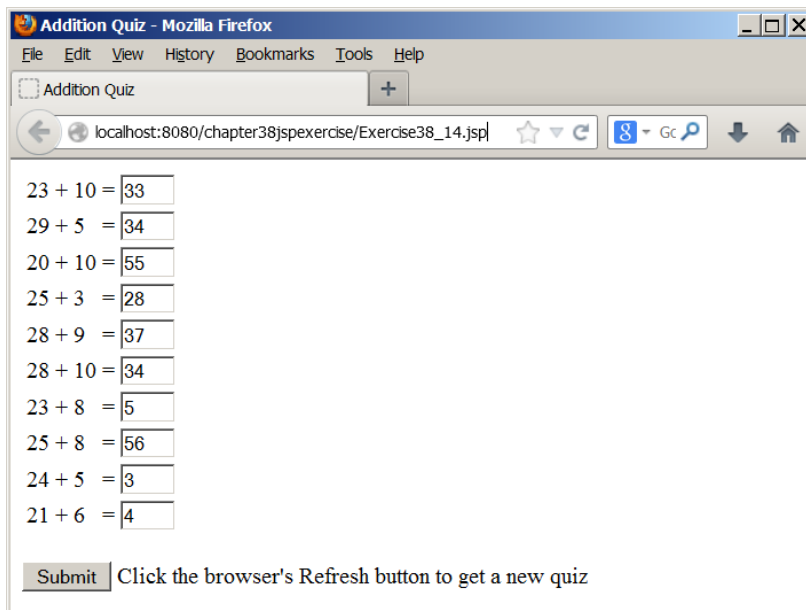 Addition Quiz - Mozilla Firefox
File Edit View History Bookmarks Tools Help
Addition Quiz +
localhost:8080/chapter38jspexercise/Exercise38_14.jsp 8 Gc
23 + 10 = 33
29 + 5 = 34
20 + 10 = 55
25 + 3 = 28
28 + 9 = 37
28 + 10 = 34
23 + 8 = 5
25 + 8 = 56
24 + 5 = 3
21 + 6 = 4
Submit Click the browser's Refresh button to get a new quiz